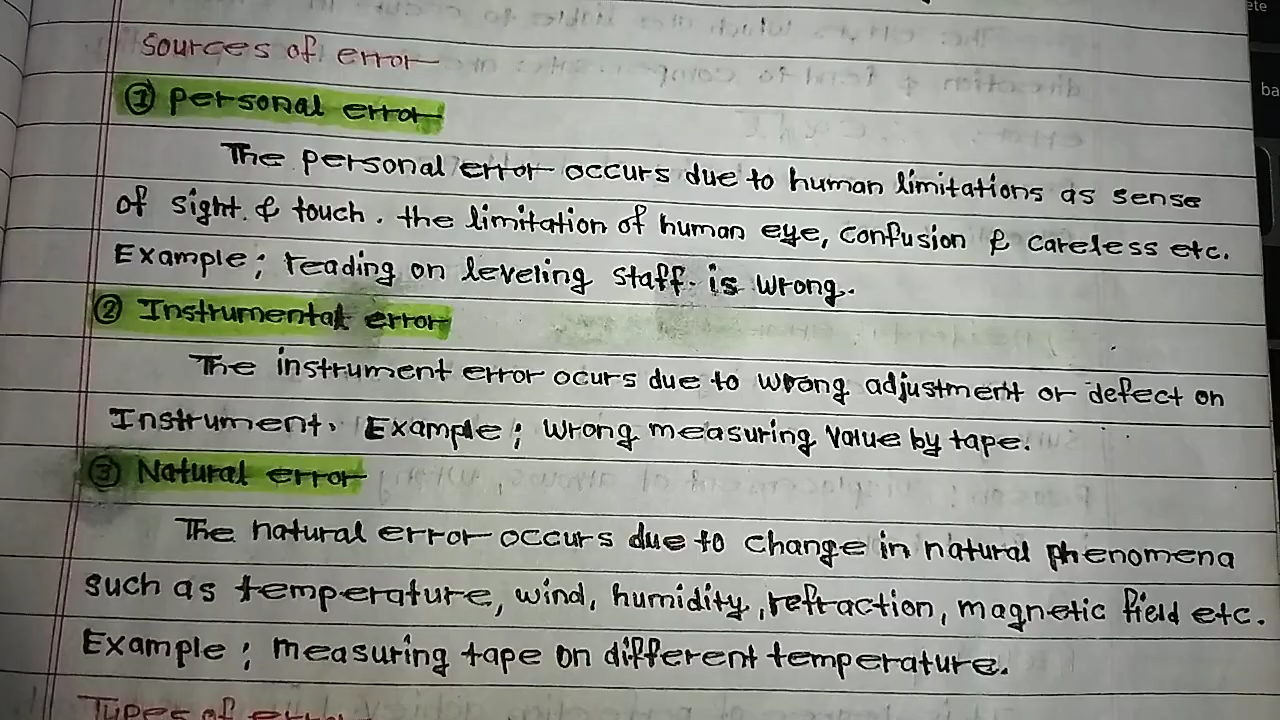 Sources of error
① personal error
The personal error occurs due to human limitations as sense
of sight & touch. the limitation of human eye, confusion & careless etc.
Example; reading on leveling staff is wrong.
② Instrumental error
The instrument error ocurs due to wrong adjustment or defect on
Instrument. Example; wrong measuring value by tape.
③ Natural error
The natural error occurs due to change in natural phenomena
such as temperature, wind, humidity, refraction, magnetic field etc.
Example; measuring tape on different temperature.
Types of error